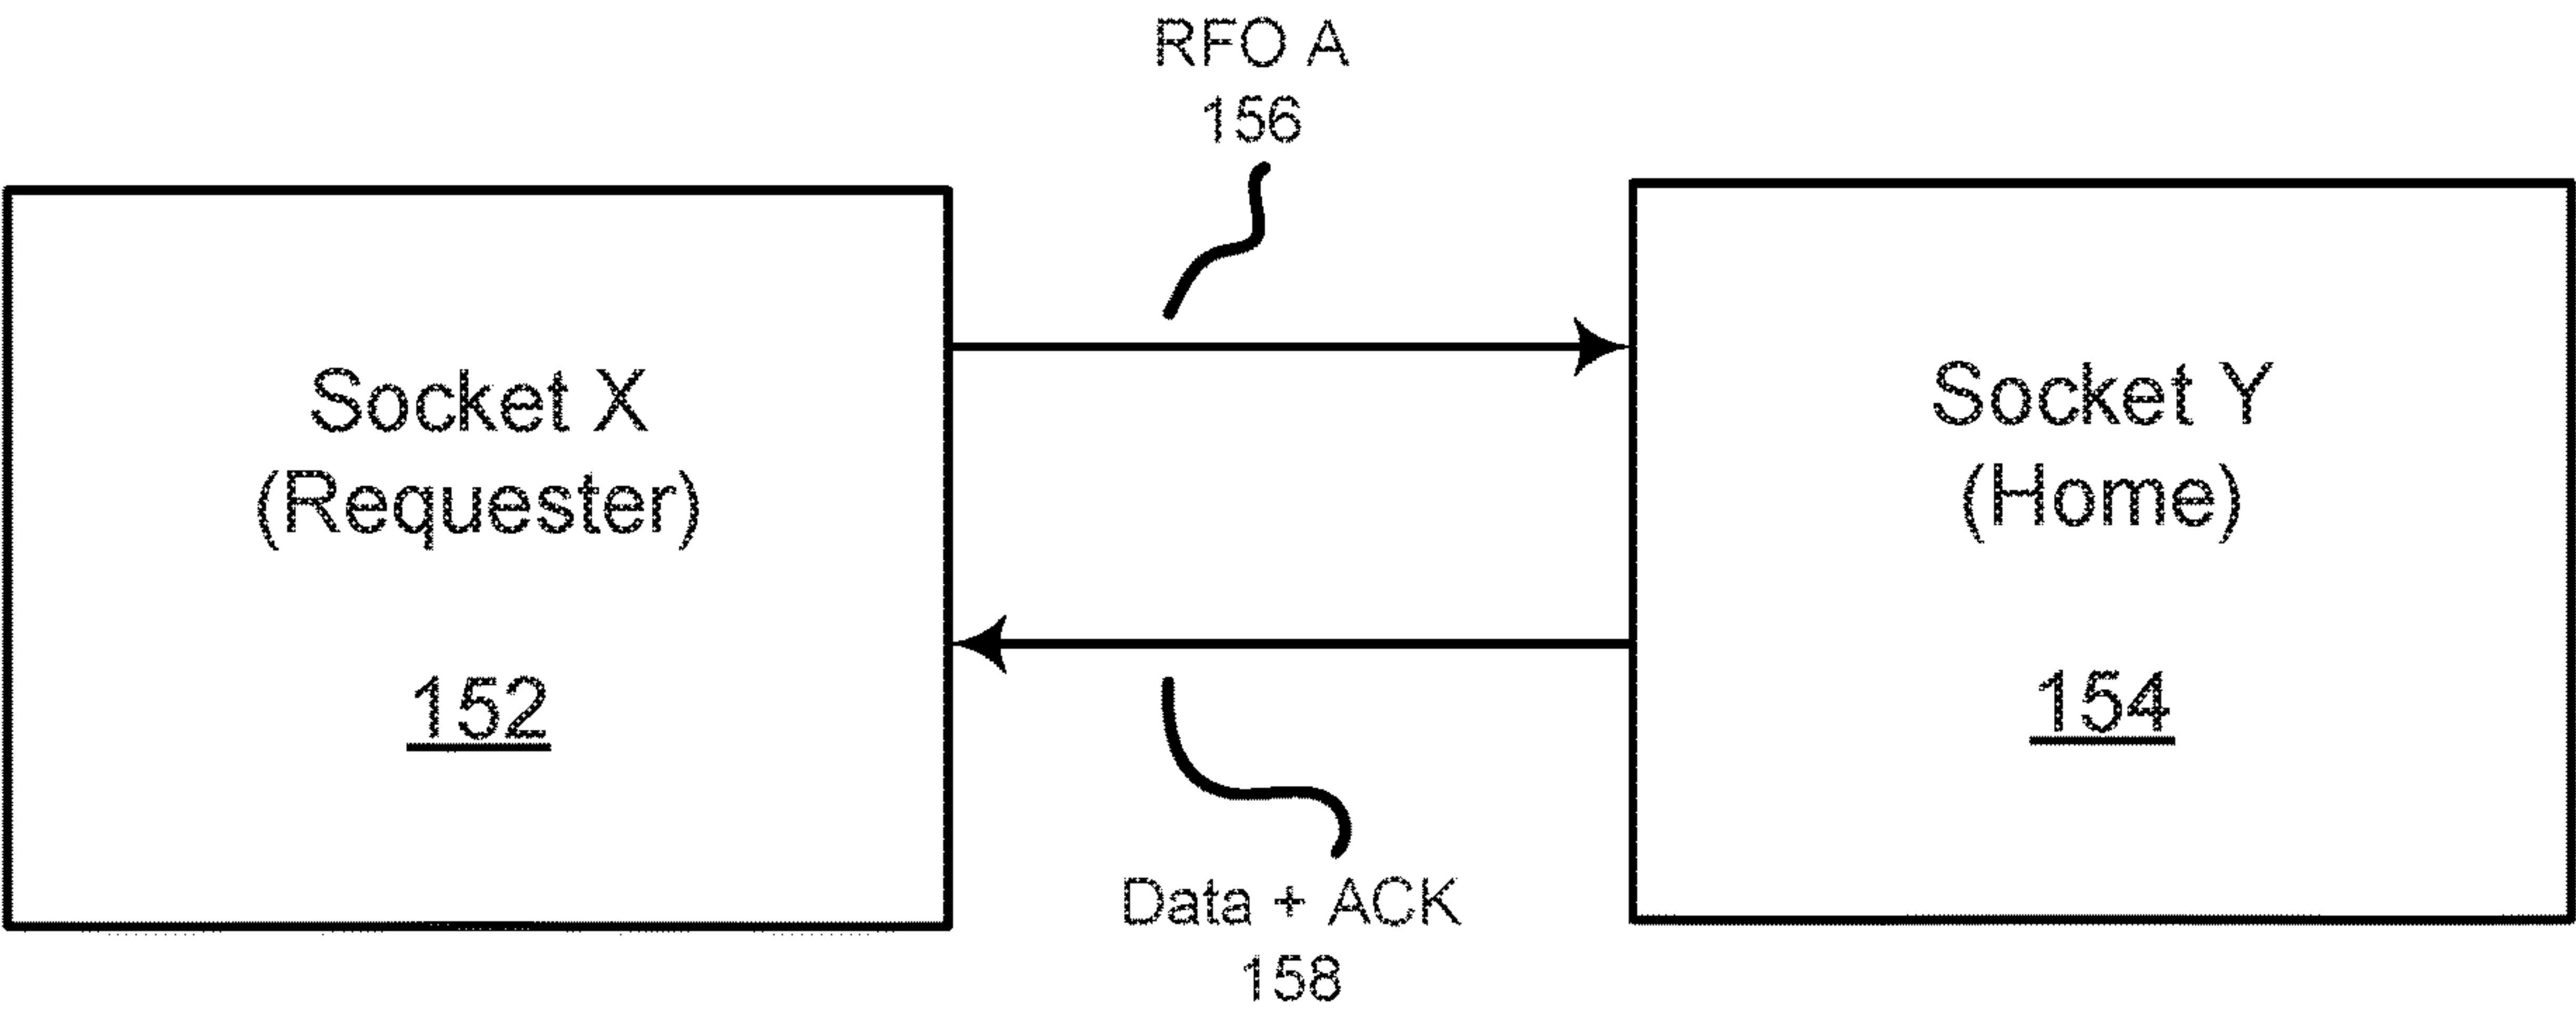 RFO A
156
Socket X
(Requester)
152
Socket Y
(Home)
154
Data + ACK
158